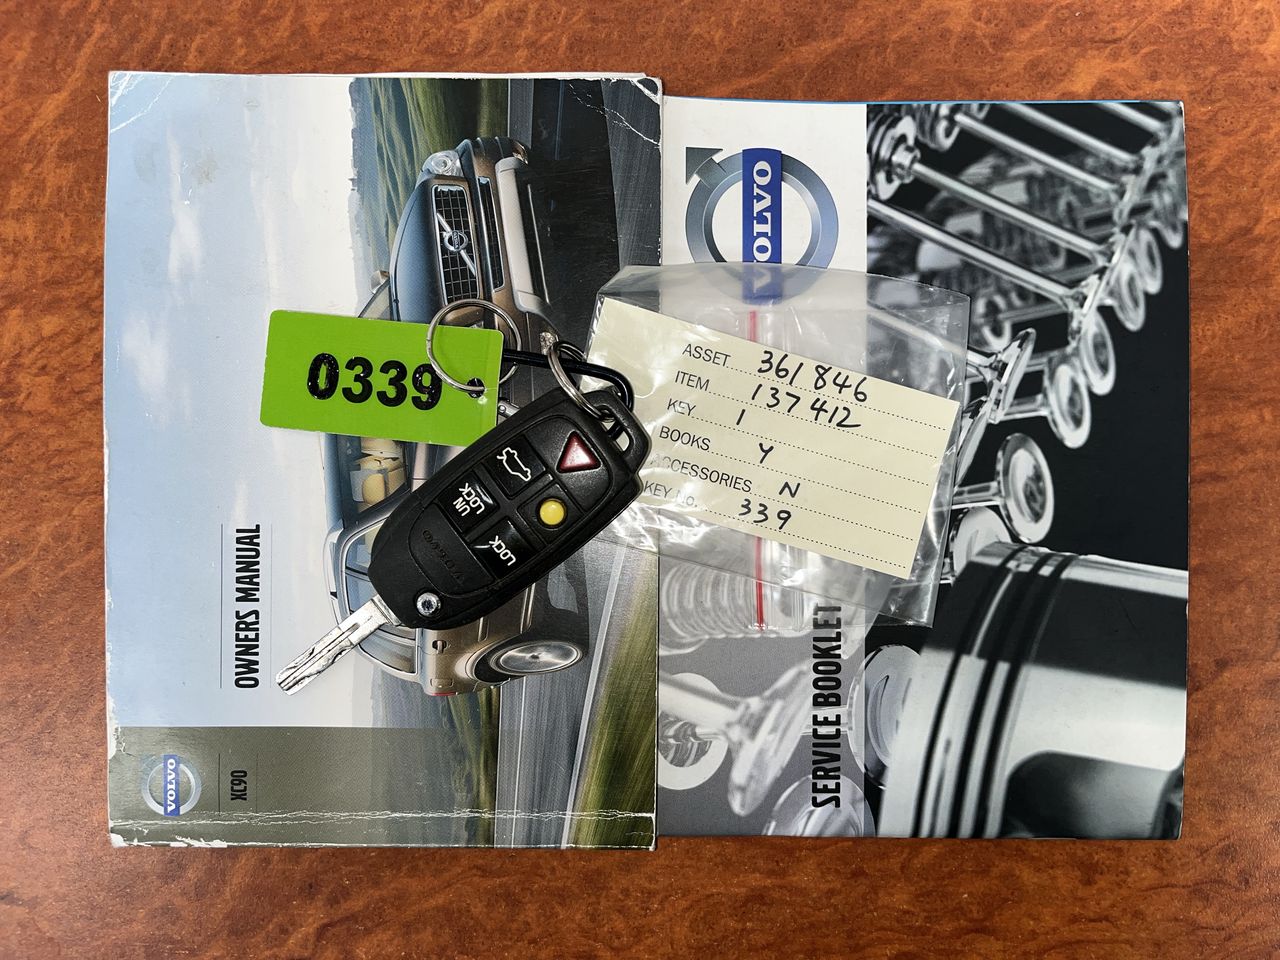 OWNERS MANUAL
VOLVO
XC90
0339
UN
LOCK
LOCK
VOLVO
VOLVO
ASSET 361846
ITEM 137412
KEY 1
BOOKS Y
ACCESSORIES N
KEY No. 339
SERVICE BOOKLET